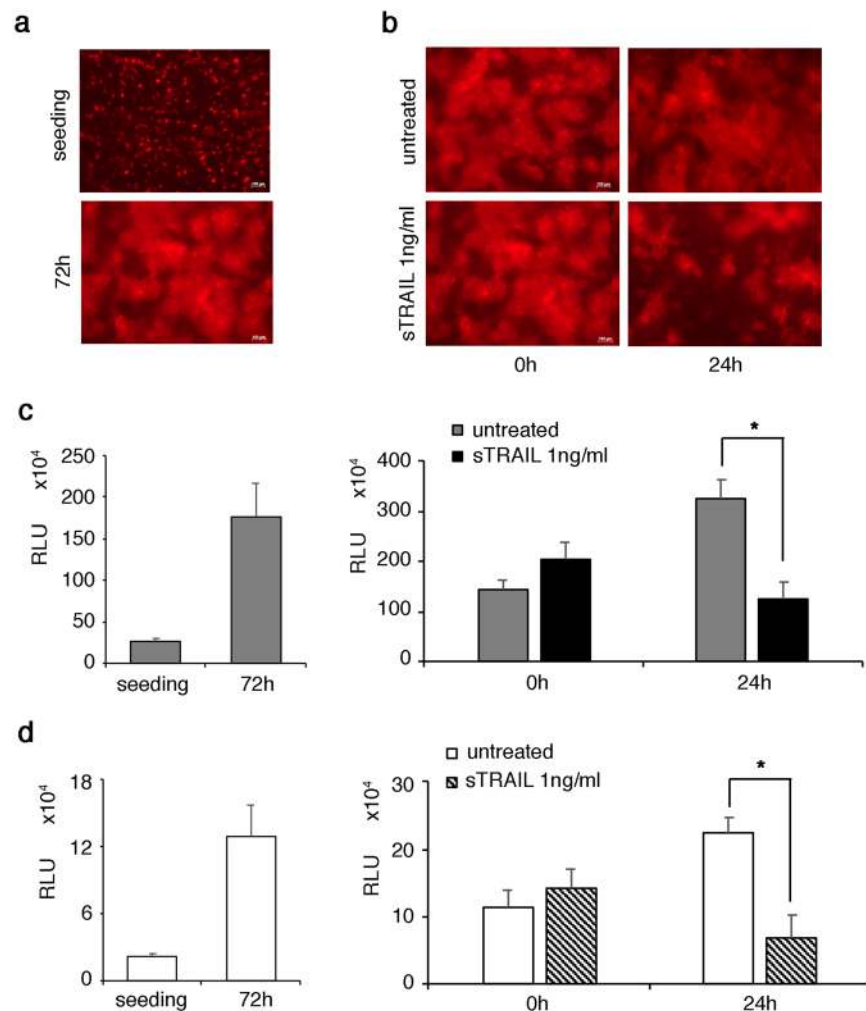 a
seeding
72h
b
untreated
sTRAIL 1ng/ml
0h
24h
c
RLU x10⁴
250
200
150
100
50
0
seeding
72h
untreated
sTRAIL 1ng/ml
*
RLU x10⁴
400
300
200
100
0
0h
24h
d
RLU x10⁴
18
12
6
0
seeding
72h
untreated
sTRAIL 1ng/ml
*
RLU x10⁴
30
20
10
0
0h
24h